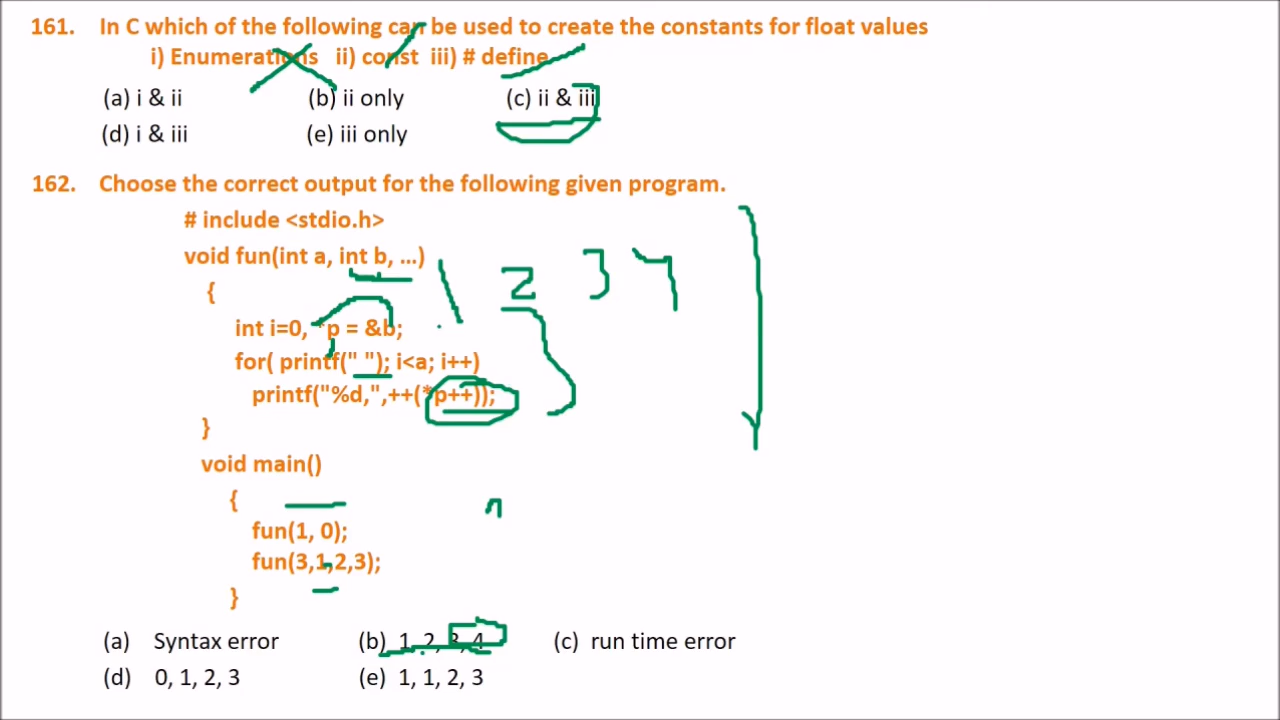 161. In C which of the following can be used to create the constants for float values
i) Enumerations ii) const iii) # define
(a) i & ii (b) ii only (c) ii & iii
(d) i & iii (e) iii only
162. Choose the correct output for the following given program.
# include <stdio.h>
void fun(int a, int b, ...)
1 2 3 4
{
int i=0, *p = &b;
for( printf(" "); i<a; i++)
printf("%d,",++(*p++));
}
void main()
{
fun(1, 0);
fun(3,1,2,3);
}
(a) Syntax error (b) 1, 2, 3, 4 (c) run time error
(d) 0, 1, 2, 3 (e) 1, 1, 2, 3